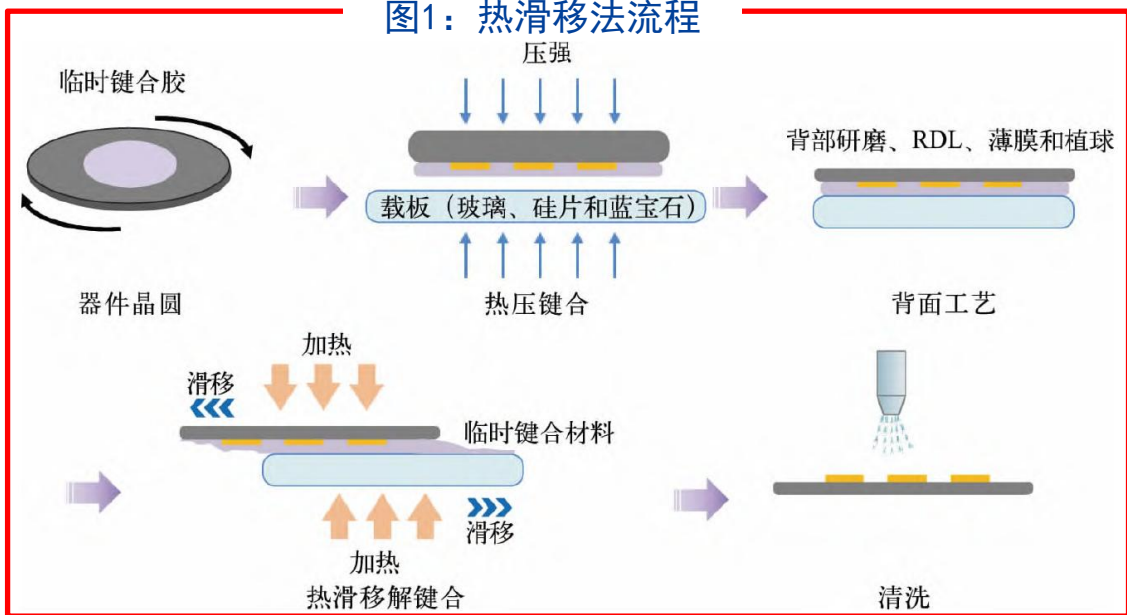 图1：热滑移法流程
临时键合胶
器件晶圆
压强
载板（玻璃、硅片和蓝宝石）
热压键合
背部研磨、RDL、薄膜和植球
背面工艺
加热
滑移
临时键合材料
滑移
加热
热滑移解键合
清洗